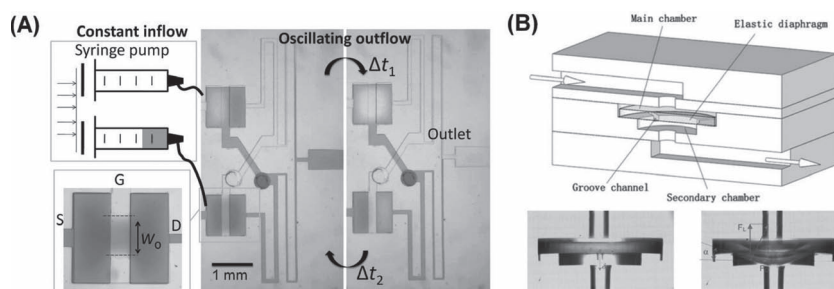 (A)
Constant inflow
Syringe pump
Oscillating outflow
Δt1
Outlet
G
S
D
Wo
1 mm
Δt2
(B)
Main chamber
Elastic diaphragm
Groove channel
Secondary chamber
FL
α